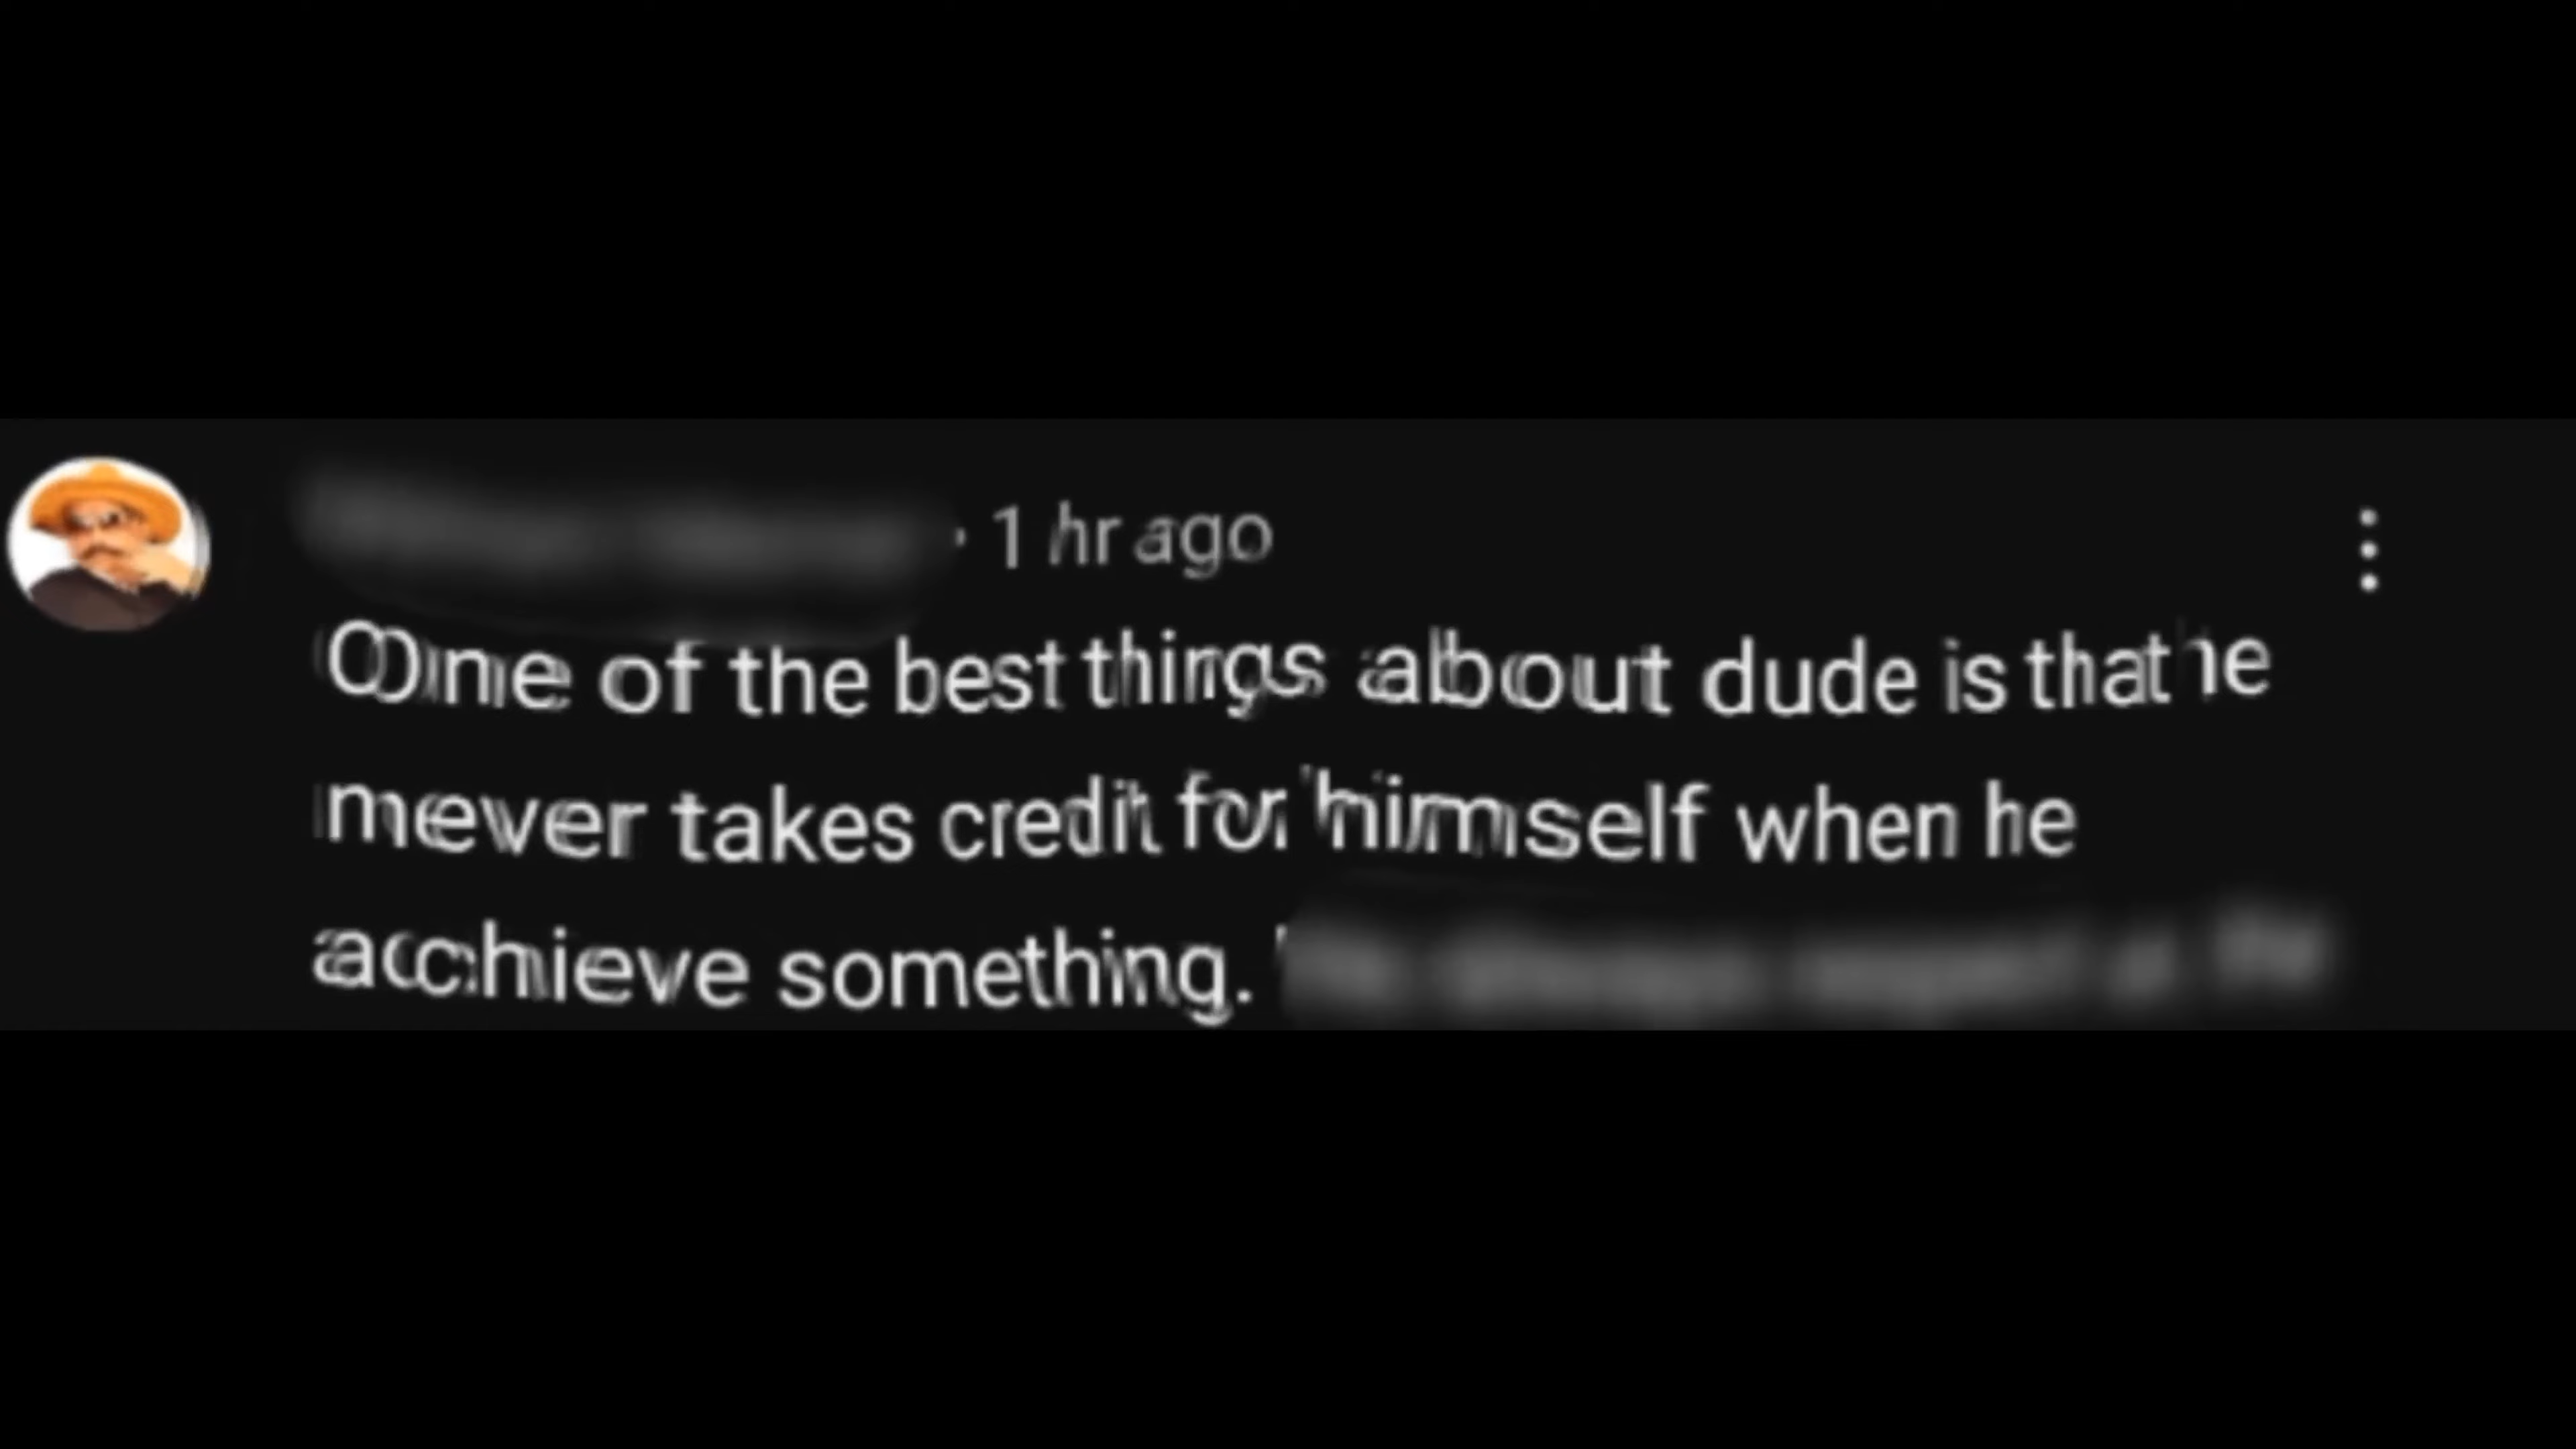 · 1 hr ago
One of the best things about dude is that he
never takes credit for himself when he
achieve something.